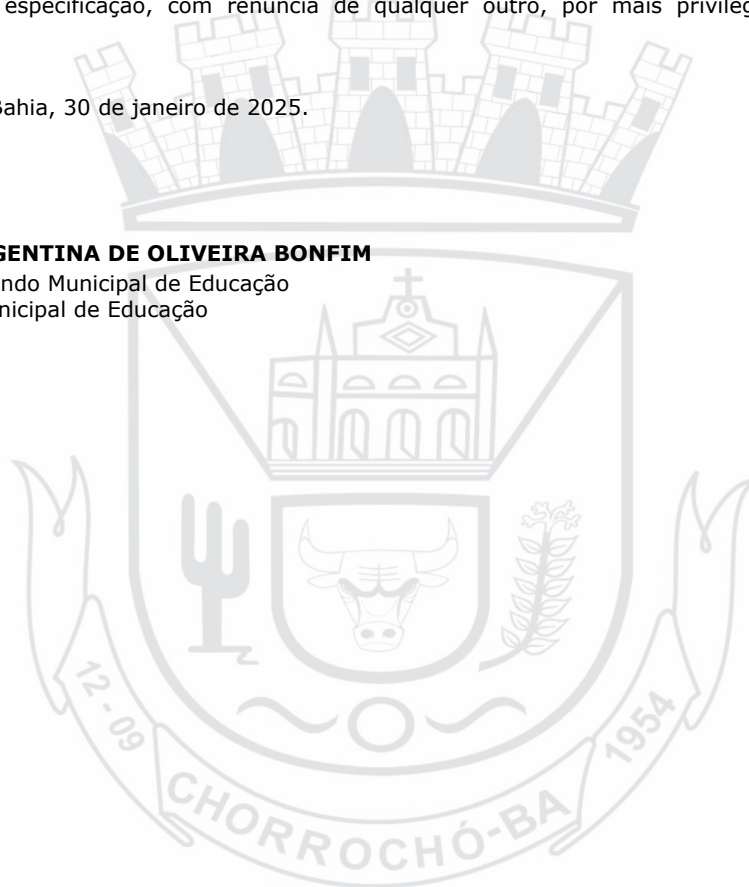 especificação, com renúncia de qualquer outro, por mais privileg
Bahia, 30 de janeiro de 2025.
GENTINA DE OLIVEIRA BONFIM
ndo Municipal de Educação
nicipal de Educação
12 - 09
1954
CHORROCHÓ-BA